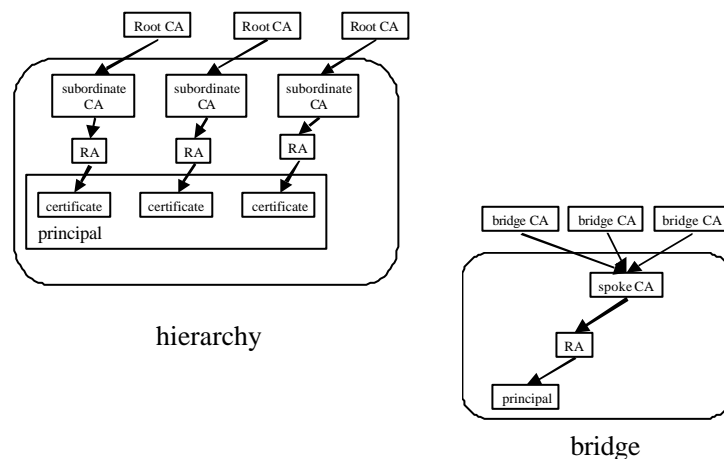 Root CA
Root CA
Root CA
subordinate
CA
subordinate
CA
subordinate
CA
RA
RA
RA
certificate
certificate
certificate
principal
hierarchy
bridge CA
bridge CA
bridge CA
spoke CA
RA
principal
bridge